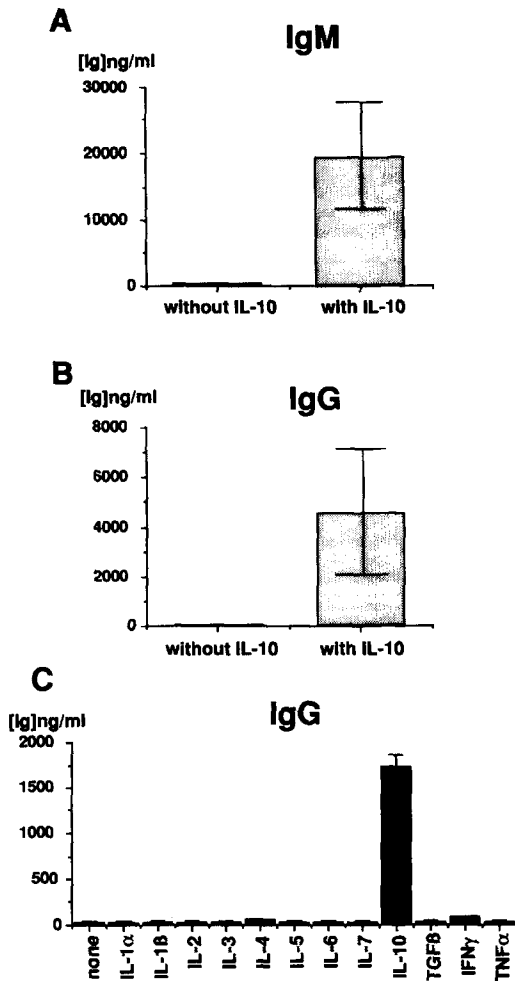 A
IgM
[Ig]ng/ml
30000
20000
10000
0
without IL-10
with IL-10
B
IgG
[Ig]ng/ml
8000
6000
4000
2000
0
without IL-10
with IL-10
C
IgG
[Ig]ng/ml
2000
1500
1000
500
0
none
IL-1α
IL-1ß
IL-2
IL-3
IL-4
IL-5
IL-6
IL-7
IL-10
TGFß
IFNγ
TNFα